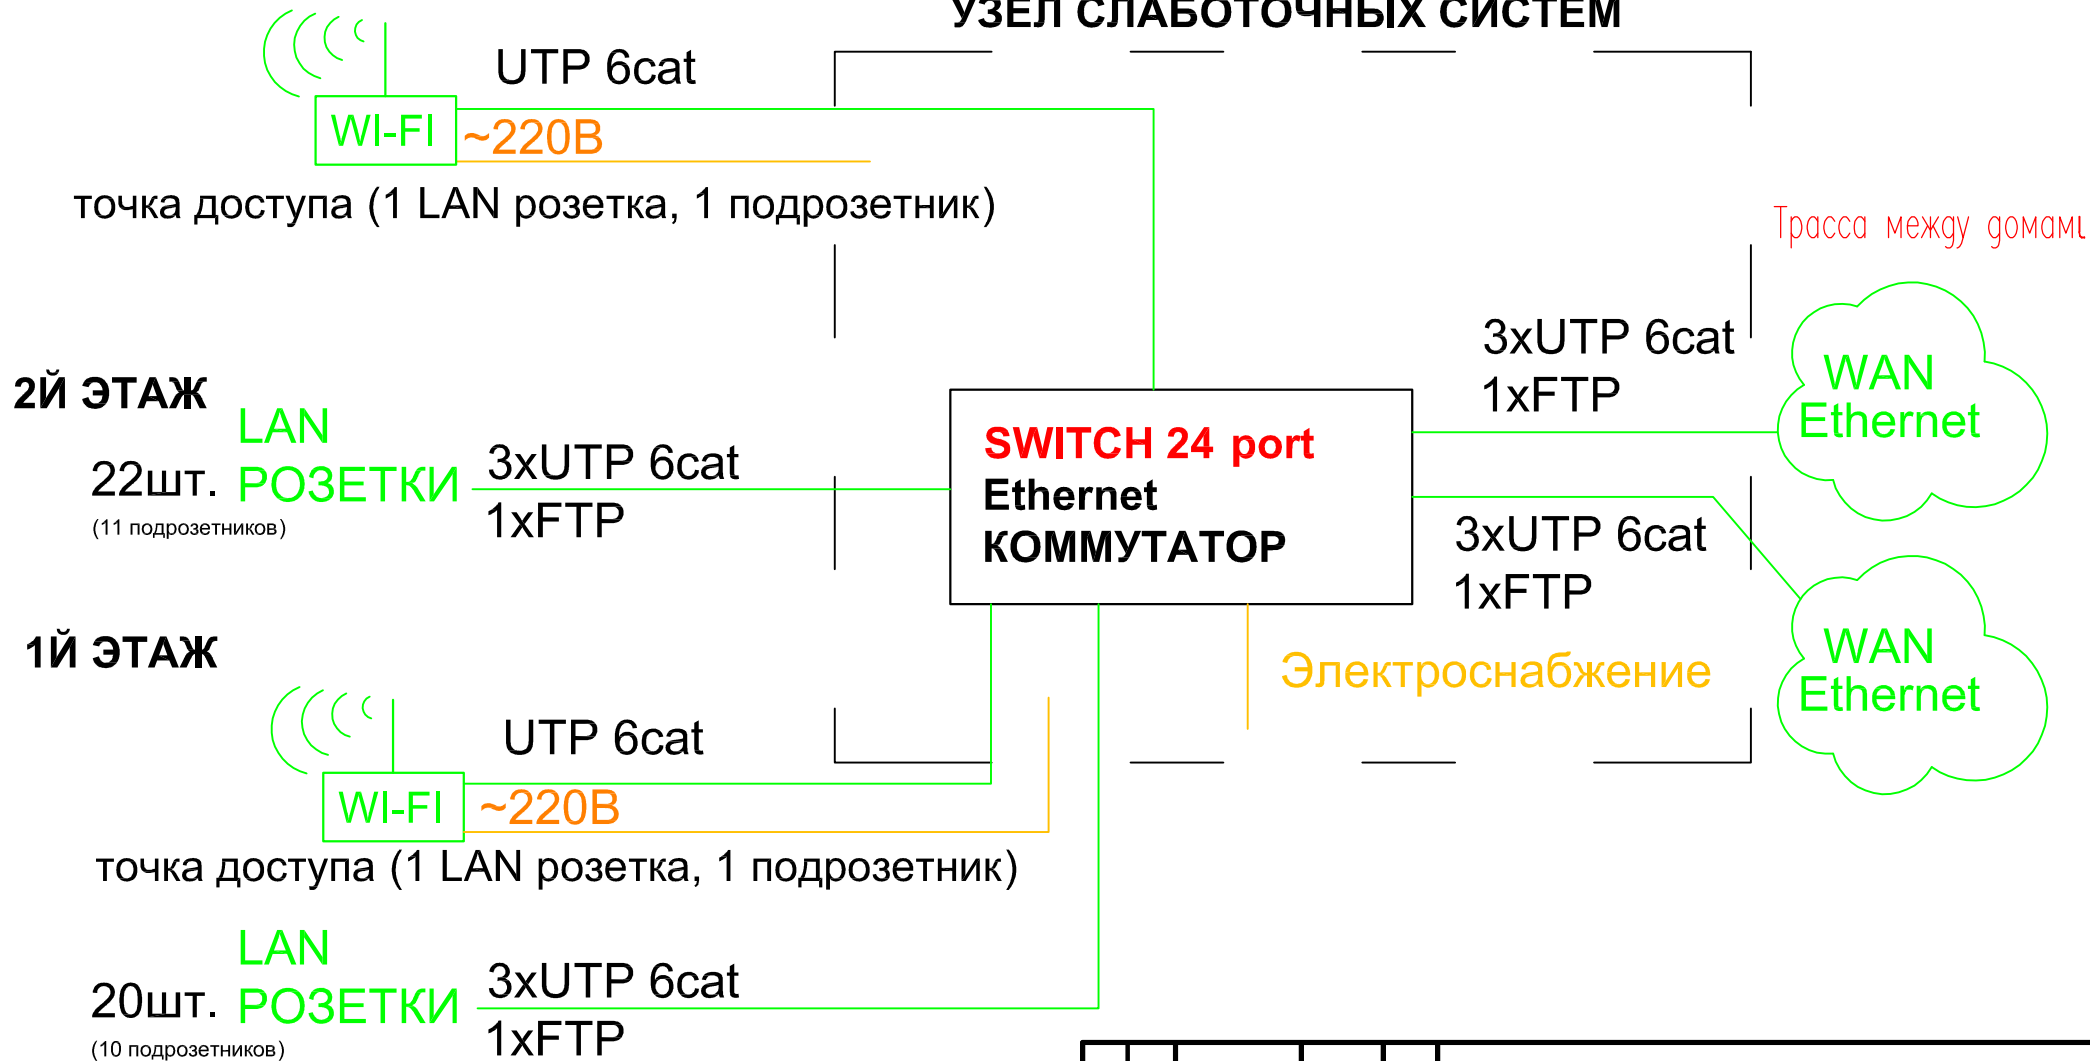 УЗЕЛ СЛАБОТОЧНЫХ СИСТЕМ
UTP 6cat
WI-FI
~220В
точка доступа (1 LAN розетка, 1 подрозетник)
Трасса между домами
3xUTP 6cat
1xFTP
WAN
Ethernet
2Й ЭТАЖ
LAN
22шт. РОЗЕТКИ
(11 подрозетников)
3xUTP 6cat
1xFTP
SWITCH 24 port
Ethernet
КОММУТАТОР
3xUTP 6cat
1xFTP
WAN
Ethernet
Электроснабжение
1Й ЭТАЖ
UTP 6cat
WI-FI
~220В
точка доступа (1 LAN розетка, 1 подрозетник)
LAN
20шт. РОЗЕТКИ
(10 подрозетников)
3xUTP 6cat
1xFTP